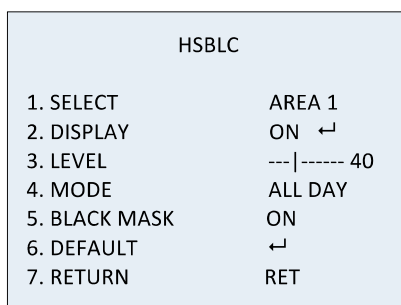 HSBLC
1. SELECT AREA 1
2. DISPLAY ON ↵
3. LEVEL ---|------ 40
4. MODE ALL DAY
5. BLACK MASK ON
6. DEFAULT ↵
7. RETURN RET